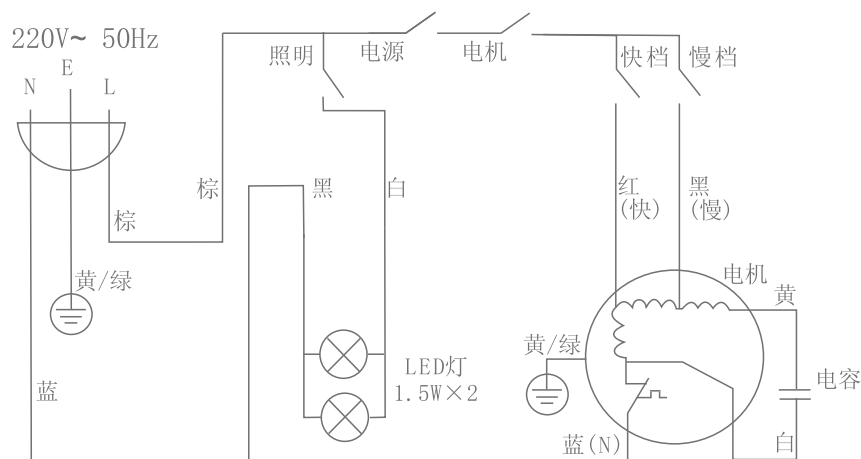 220V~ 50Hz
N E L
照明 电源 电机 快档 慢档
棕
棕
黑
白
红
(快)
黑
(慢)
黄/绿
电机
黄
黄/绿
LED灯
1.5W×2
蓝
电容
蓝(N)
白